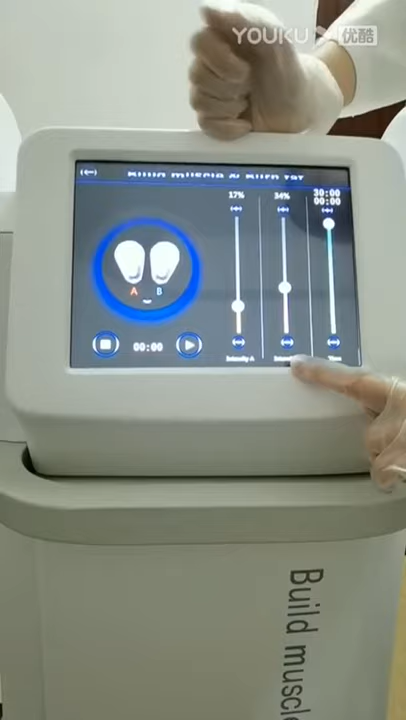 YOUKU 优酷
Build muscle & Burn fat
17%
34%
30:00
00:00
A
B
00:00
Intensity A
Time
Build muscle